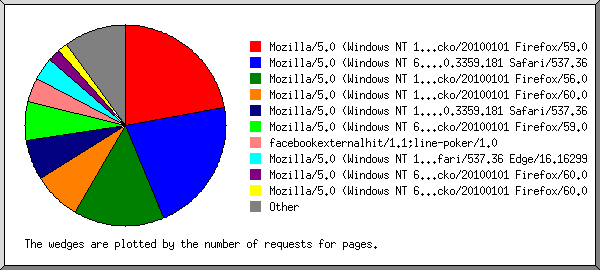 Mozilla/5.0 (Windows NT 1...cko/20100101 Firefox/59.0
Mozilla/5.0 (Windows NT 6....0.3359.181 Safari/537.36
Mozilla/5.0 (Windows NT 1...cko/20100101 Firefox/56.0
Mozilla/5.0 (Windows NT 1...cko/20100101 Firefox/60.0
Mozilla/5.0 (Windows NT 1....0.3359.181 Safari/537.36
Mozilla/5.0 (Windows NT 6...cko/20100101 Firefox/59.0
facebookexternalhit/1.1;line-poker/1.0
Mozilla/5.0 (Windows NT 1...fari/537.36 Edge/16.16299
Mozilla/5.0 (Windows NT 6...cko/20100101 Firefox/60.0
Mozilla/5.0 (Windows NT 6...cko/20100101 Firefox/60.0
Other
The wedges are plotted by the number of requests for pages.